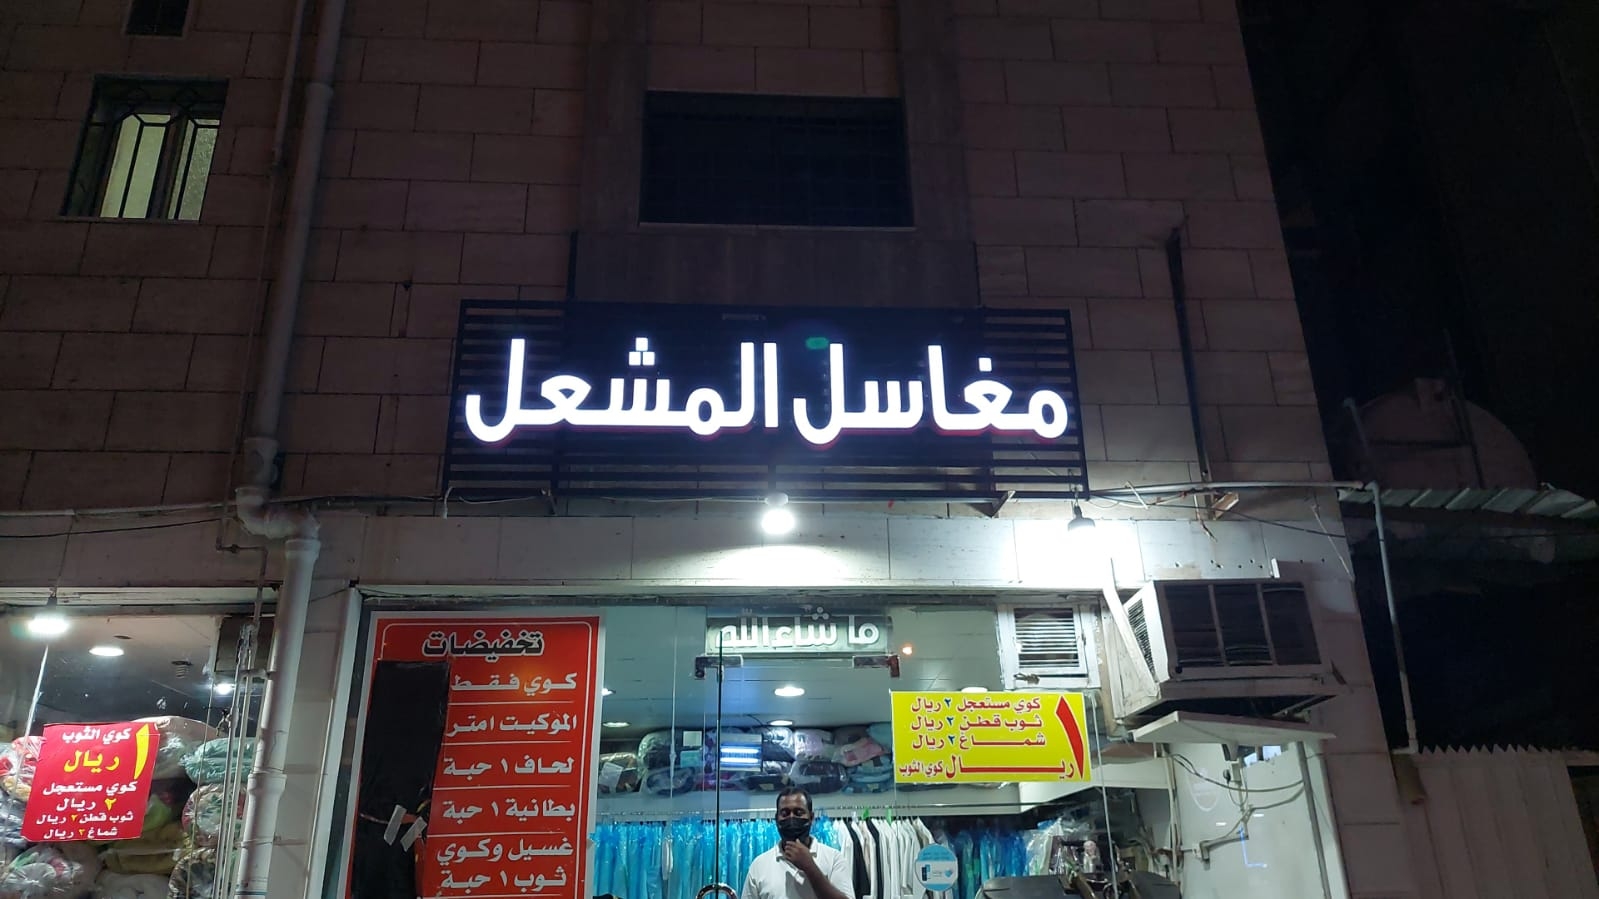 مغاسل المشعل
ما شاء الله
تخفيضات
كوي فقط
الموكيت ١متر
لحاف ١ حبة
بطانية ١ حبة
غسيل وكوي
ثوب ١ حبة
كوي مستعجل ٢ ريال
ثوب قطن ٢ ريال
شماغ ٢ ريال
١ ريال كوي الثوب
كوي الثوب
١ ريال
كوي مستعجل
٢ ريال
ثوب قطن ٢ ريال
شماغ ٢ ريال